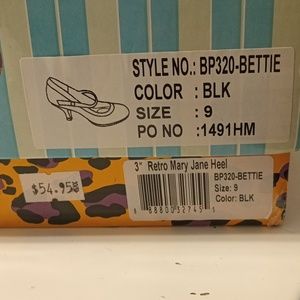 STYLE NO.: BP320-BETTIE
COLOR : BLK
SIZE : 9
PO NO : 1491HM
3" Retro Mary Jane Heel
BP320-BETTIE
Size: 9
Color: BLK
$54.95